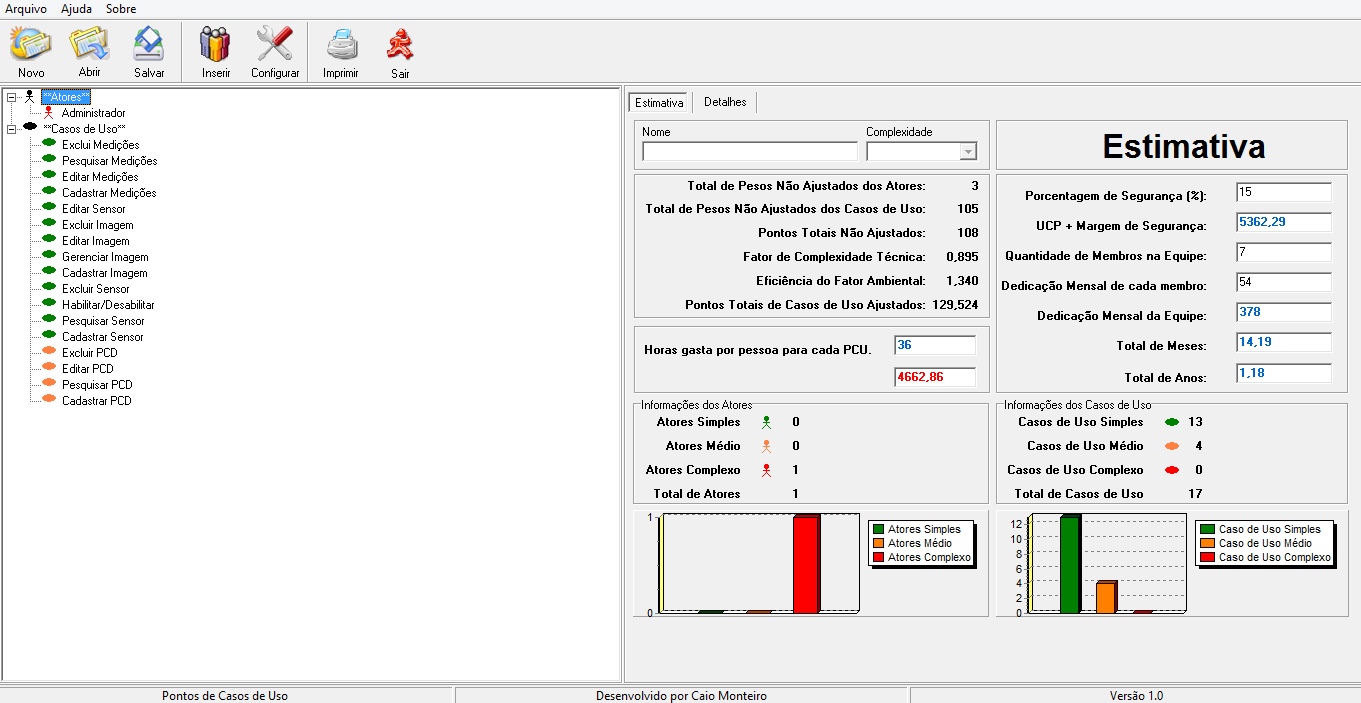 Arquivo Ajuda Sobre
Novo Abrir Salvar Inserir Configurar Imprimir Sair
**Atores**
Administrador
**Casos de Uso**
Exclui Medições
Pesquisar Medições
Editar Medições
Cadastrar Medições
Editar Sensor
Excluir Imagem
Editar Imagem
Gerenciar Imagem
Cadastrar Imagem
Excluir Sensor
Habilitar/Desabilitar
Pesquisar Sensor
Cadastrar Sensor
Excluir PCD
Editar PCD
Pesquisar PCD
Cadastrar PCD
Estimativa Detalhes
Nome Complexidade
Total de Pesos Não Ajustados dos Atores: 3
Total de Pesos Não Ajustados dos Casos de Uso: 105
Pontos Totais Não Ajustados: 108
Fator de Complexidade Técnica: 0,895
Eficiência do Fator Ambiental: 1,340
Pontos Totais de Casos de Uso Ajustados: 129,524
Horas gasta por pessoa para cada PCU. 36
4662,86
Estimativa
Porcentagem de Segurança (%): 15
UCP + Margem de Segurança: 5362,29
Quantidade de Membros na Equipe: 7
Dedicação Mensal de cada membro: 54
Dedicação Mensal da Equipe: 378
Total de Meses: 14,19
Total de Anos: 1,18
Informações dos Atores
Atores Simples 0
Atores Médio 0
Atores Complexo 1
Total de Atores 1
Informações dos Casos de Uso
Casos de Uso Simples 13
Casos de Uso Médio 4
Casos de Uso Complexo 0
Total de Casos de Uso 17
1
0
Atores Simples
Atores Médio
Atores Complexo
12
10
8
6
4
2
0
Caso de Uso Simples
Caso de Uso Médio
Caso de Uso Complexo
Pontos de Casos de Uso Desenvolvido por Caio Monteiro Versão 1.0